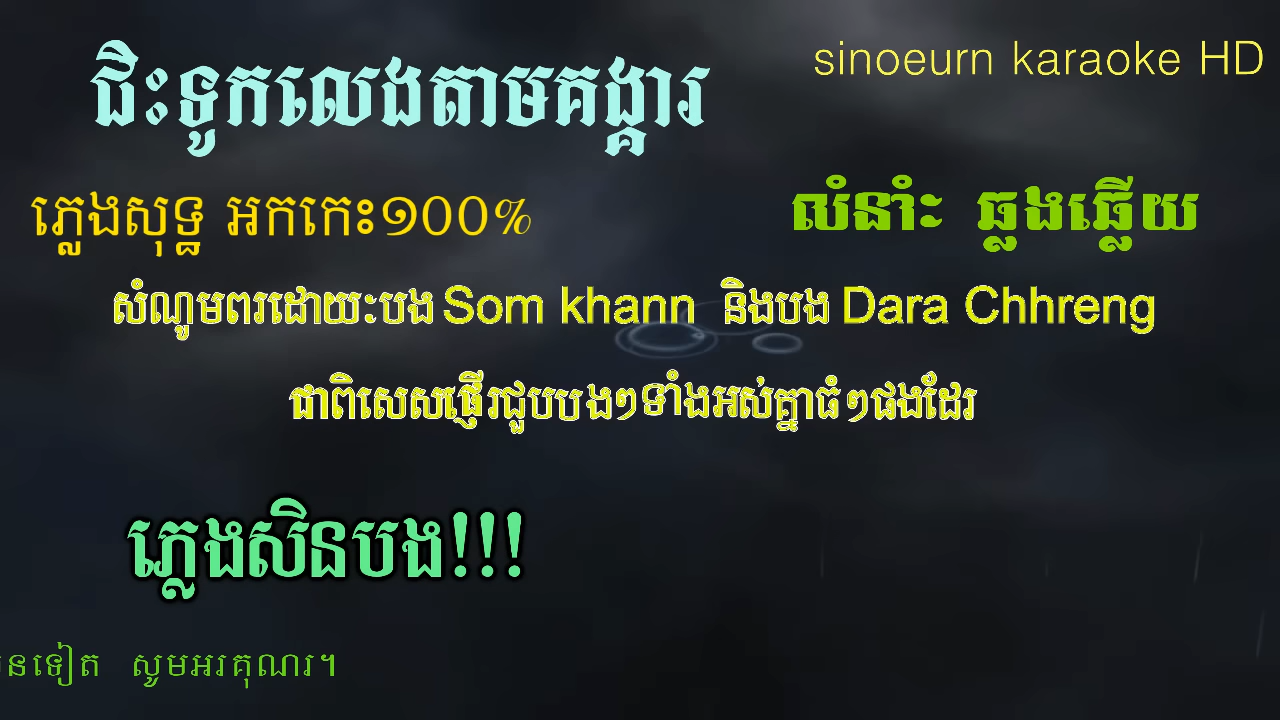 sinoeurn karaoke HD
ជិះទូកលេងតាមគង្គារ
ភ្លេងសុទ្ធ អកកេះ១០០%
លំនាំះ ឆ្លងឆ្លើយ
សំណូមពរដោយៈបង Som khann និងបង Dara Chhreng
ជាពិសេសផ្ញើរជួបបងៗទាំងអស់គ្នាធំៗផងដែរ
ភ្លេងសិនបង!!!
នទៀត សូមអរគុណរ។